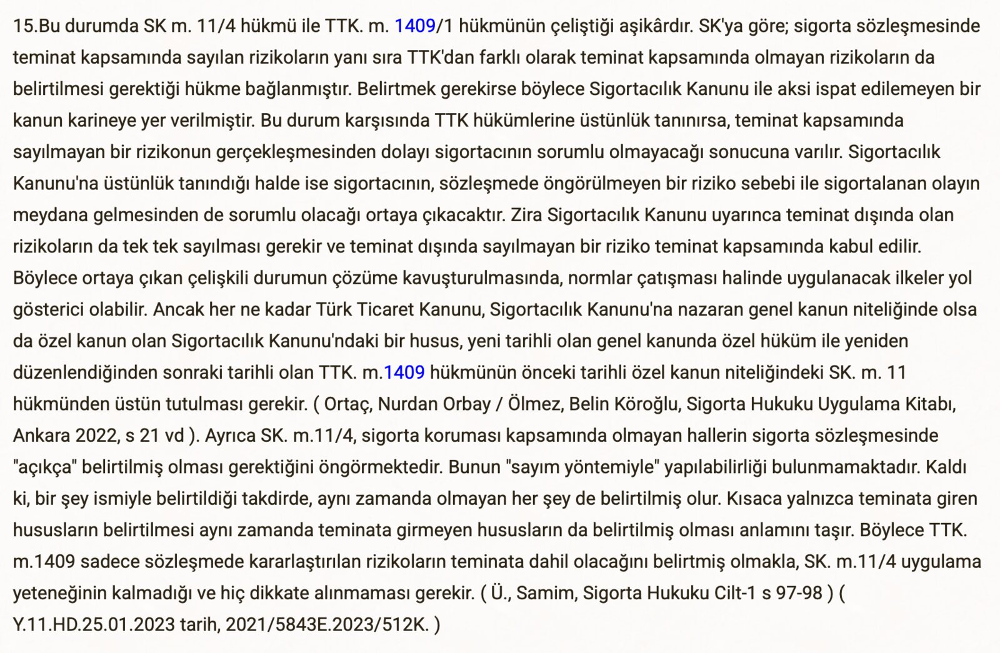 15.Bu durumda SK m. 11/4 hükmü ile TTK. m. 1409/1 hükmünün çeliştiği aşikârdır. SK'ya göre; sigorta sözleşmesinde
teminat kapsamında sayılan rizikoların yanı sıra TTK'dan farklı olarak teminat kapsamında olmayan rizikoların da
belirtilmesi gerektiği hükme bağlanmıştır. Belirtmek gerekirse böylece Sigortacılık Kanunu ile aksi ispat edilemeyen bir
kanun karineye yer verilmiştir. Bu durum karşısında TTK hükümlerine üstünlük tanınırsa, teminat kapsamında
sayılmayan bir rizikonun gerçekleşmesinden dolayı sigortacının sorumlu olmayacağı sonucuna varılır. Sigortacılık
Kanunu'na üstünlük tanındığı halde ise sigortacının, sözleşmede öngörülmeyen bir riziko sebebi ile sigortalanan olayın
meydana gelmesinden de sorumlu olacağı ortaya çıkacaktır. Zira Sigortacılık Kanunu uyarınca teminat dışında olan
rizikoların da tek tek sayılması gerekir ve teminat dışında sayılmayan bir riziko teminat kapsamında kabul edilir.
Böylece ortaya çıkan çelişkili durumun çözüme kavuşturulmasında, normlar çatışması halinde uygulanacak ilkeler yol
gösterici olabilir. Ancak her ne kadar Türk Ticaret Kanunu, Sigortacılık Kanunu'na nazaran genel kanun niteliğinde olsa
da özel kanun olan Sigortacılık Kanunu'ndaki bir husus, yeni tarihli olan genel kanunda özel hüküm ile yeniden
düzenlendiğinden sonraki tarihli olan TTK. m.1409 hükmünün önceki tarihli özel kanun niteliğindeki SK. m. 11
hükmünden üstün tutulması gerekir. ( Ortaç, Nurdan Orbay / Ölmez, Belin Köroğlu, Sigorta Hukuku Uygulama Kitabı,
Ankara 2022, s 21 vd ). Ayrıca SK. m.11/4, sigorta koruması kapsamında olmayan hallerin sigorta sözleşmesinde
"açıkça" belirtilmiş olması gerektiğini öngörmektedir. Bunun "sayım yöntemiyle" yapılabilirliği bulunmamaktadır. Kaldı
ki, bir şey ismiyle belirtildiği takdirde, aynı zamanda olmayan her şey de belirtilmiş olur. Kısaca yalnızca teminata giren
hususların belirtilmesi aynı zamanda teminata girmeyen hususların da belirtilmiş olması anlamını taşır. Böylece TTK.
m.1409 sadece sözleşmede kararlaştırılan rizikoların teminata dahil olacağını belirtmiş olmakla, SK. m.11/4 uygulama
yeteneğinin kalmadığı ve hiç dikkate alınmaması gerekir. ( Ü., Samim, Sigorta Hukuku Cilt-1 s 97-98 ) (
Y.11.HD.25.01.2023 tarih, 2021/5843E.2023/512K. )